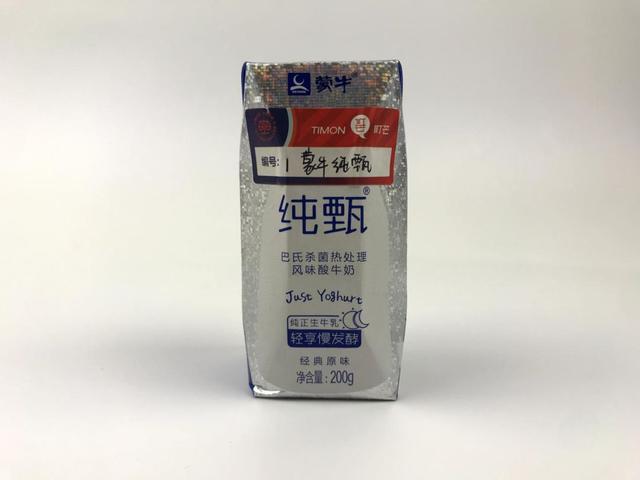 蒙牛
TIMON 叮芒
编号: 1 蒙牛纯甄
纯甄®
巴氏杀菌热处理
风味酸牛奶
Just Yoghurt
纯正生牛乳
轻享慢发酵
经典原味
净含量:200g